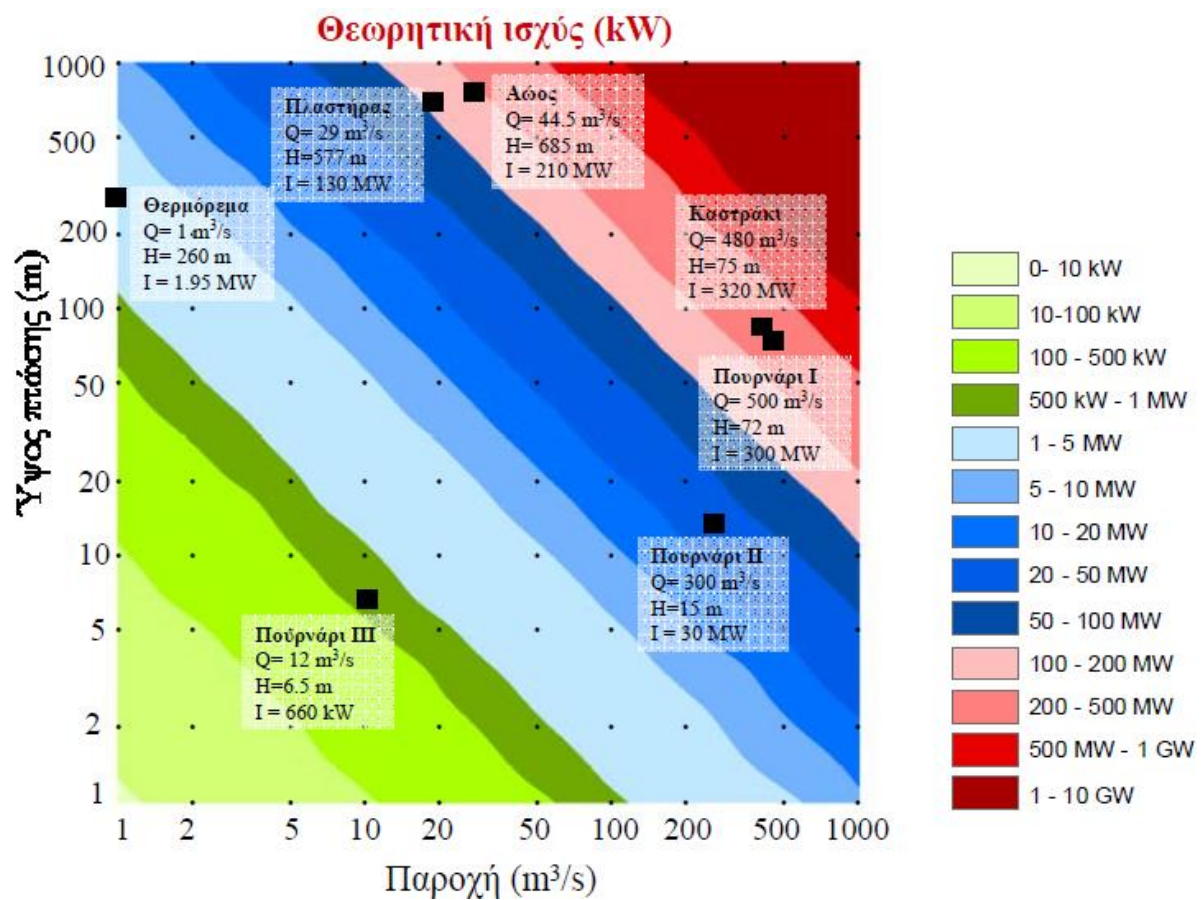 Θεωρητική ισχύς (kW)
Ύψος πτώσης (m)
1000
500
200
100
50
20
10
5
2
1
Πλαστήρας
Q= 29 m³/s
H=577 m
I = 130 MW
Αώος
Q= 44.5 m³/s
H=685 m
I = 210 MW
Θερμόρεμα
Q= 1 m³/s
H= 260 m
I = 1.95 MW
Καστράκι
Q= 480 m³/s
H=75 m
I = 320 MW
Πουρνάρι I
Q= 500 m³/s
H=72 m
I = 300 MW
Πουρνάρι II
Q= 300 m³/s
H=15 m
I = 30 MW
Πουρνάρι III
Q= 12 m³/s
H=6.5 m
I = 660 kW
1 2 5 10 20 50 100 200 500 1000
Παροχή (m³/s)
0- 10 kW
10-100 kW
100 - 500 kW
500 kW - 1 MW
1 - 5 MW
5 - 10 MW
10 - 20 MW
20 - 50 MW
50 - 100 MW
100 - 200 MW
200 - 500 MW
500 MW - 1 GW
1 - 10 GW